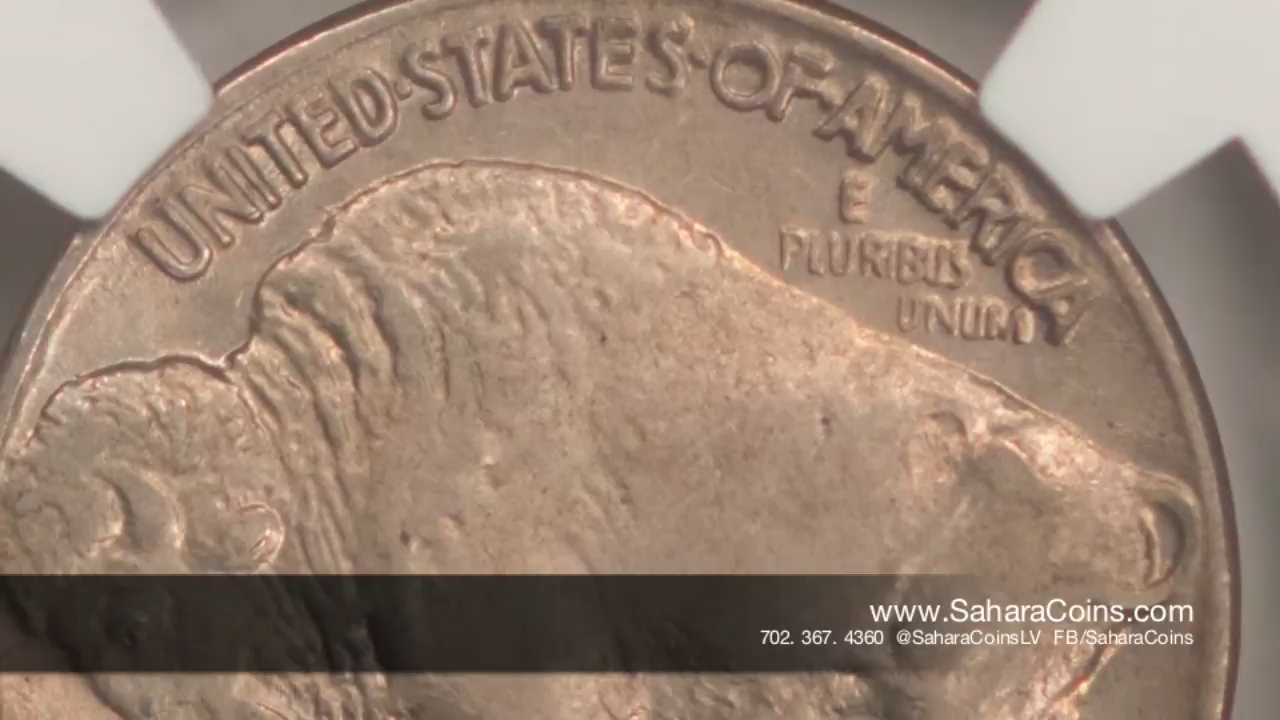 UNITED·STATES·OF·AMERICA
E
PLURIBUS
UNUM
www.SaharaCoins.com
702. 367. 4360 @SaharaCoinsLV FB/SaharaCoins